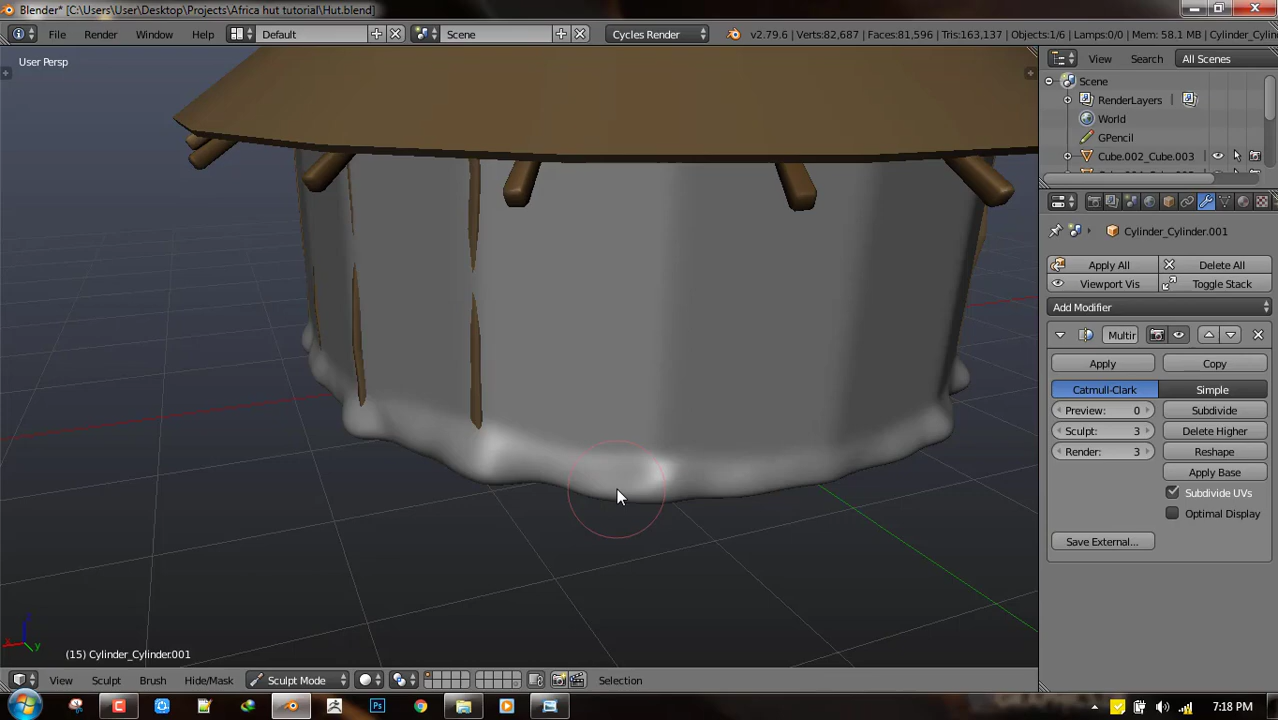 Blender* [C:\Users\User\Desktop\Projects\Africa hut tutorial\Hut.blend]
File Render Window Help Default Scene Cycles Render v2.79.6 | Verts:82,687 | Faces:81,596 | Tris:163,137 | Objects:1/6 | Lamps:0/0 | Mem: 58.1 MB | Cylinder_Cylin
User Persp
View Search All Scenes
Scene
RenderLayers
World
GPencil
Cube.002_Cube.003
Cylinder_Cylinder.001
Apply All Delete All
Viewport Vis Toggle Stack
Add Modifier
Multir
Apply Copy
Catmull-Clark Simple
Preview: 0 Subdivide
Sculpt: 3 Delete Higher
Render: 3 Reshape
Apply Base
Subdivide UVs
Optimal Display
Save External...
(15) Cylinder_Cylinder.001
View Sculpt Brush Hide/Mask Sculpt Mode Selection
7:18 PM